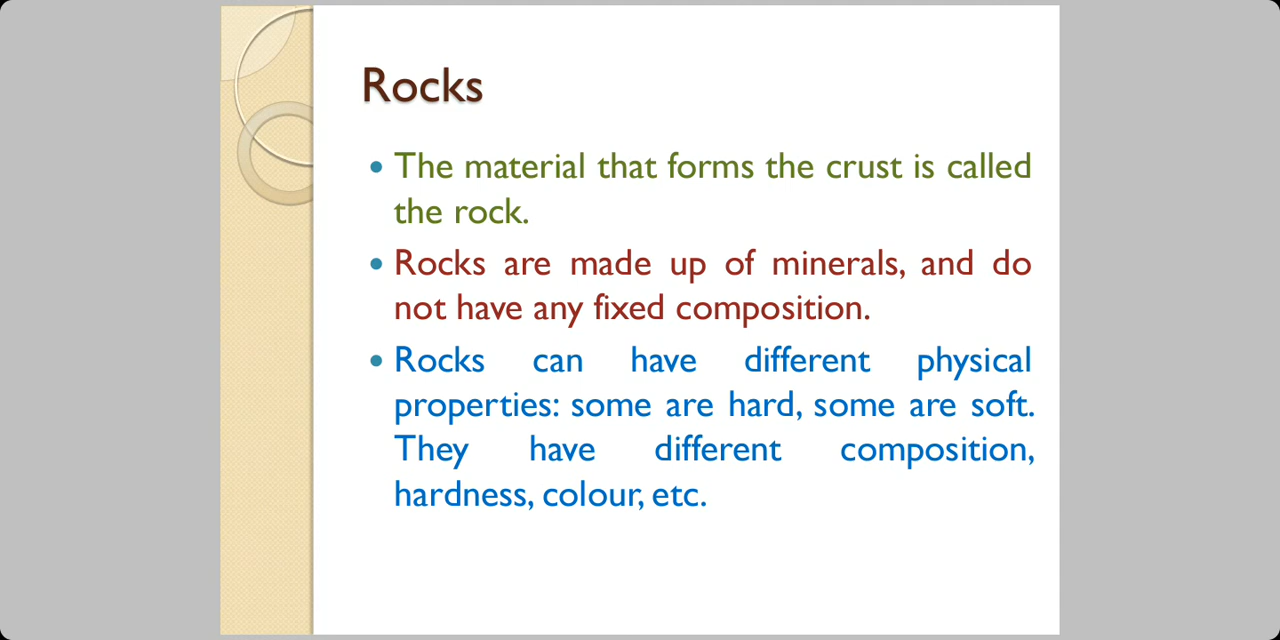 Rocks
• The material that forms the crust is called
the rock.
• Rocks are made up of minerals, and do
not have any fixed composition.
• Rocks can have different physical
properties: some are hard, some are soft.
They have different composition,
hardness, colour, etc.